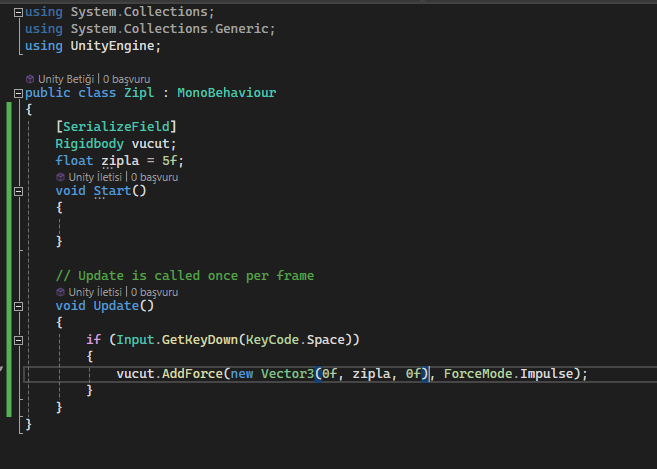 using System.Collections;
using System.Collections.Generic;
using UnityEngine;
Unity Betiği | 0 başvuru
public class Zipl : MonoBehaviour
{
[SerializeField]
Rigidbody vucut;
float zipla = 5f;
Unity İletisi | 0 başvuru
void Start()
{
}
// Update is called once per frame
Unity İletisi | 0 başvuru
void Update()
{
if (Input.GetKeyDown(KeyCode.Space))
{
vucut.AddForce(new Vector3(0f, zipla, 0f), ForceMode.Impulse);
}
}
}